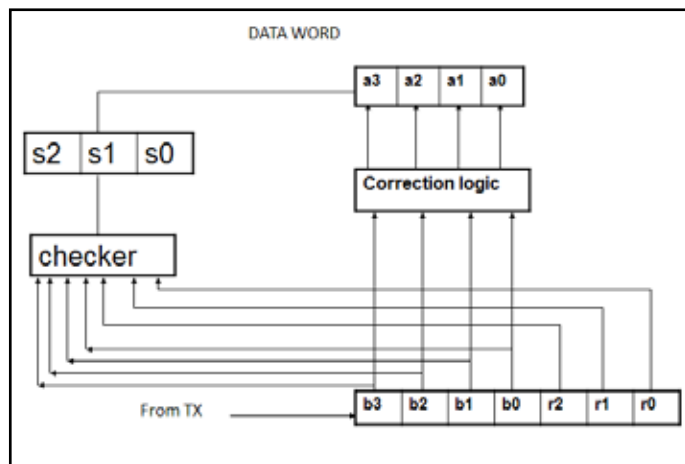 DATA WORD
a3 a2 a1 a0
s2 s1 s0
Correction logic
checker
From TX
b3 b2 b1 b0 r2 r1 r0